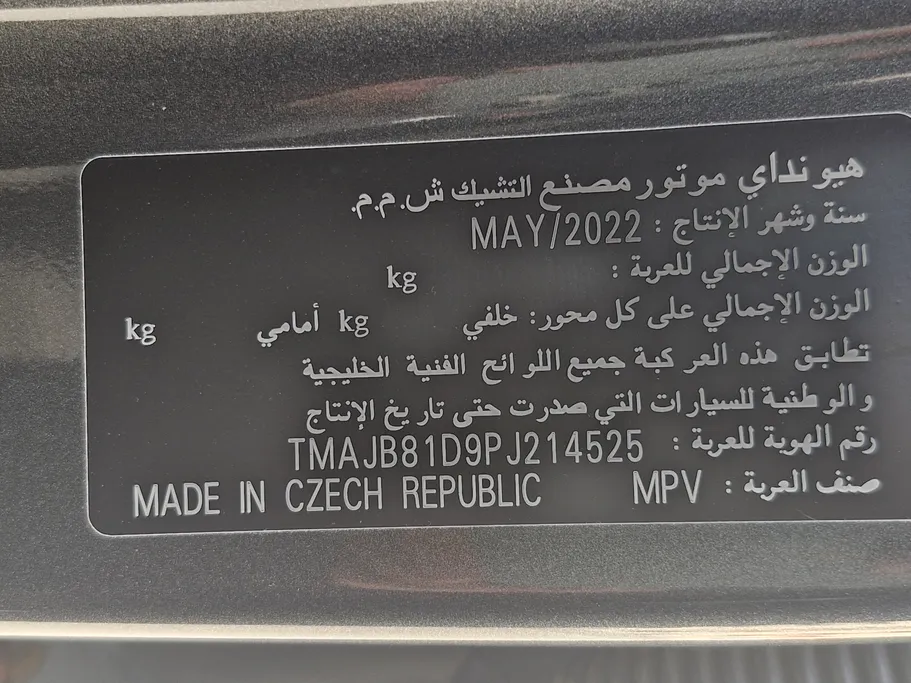 هيونداي موتور مصنع التشيك ش.م.م.
سنة وشهر الإنتاج : MAY/2022
الوزن الإجمالي للعربة : kg
الوزن الإجمالي على كل محور: خلفي kg أمامي kg
تطابق هذه العركبة جميع اللوائح الفنية الخليجية
والوطنية للسيارات التي صدرت حتى تاريخ الإنتاج
رقم الهوية للعربة : TMAJB81D9PJ214525
صنف العربة : MPV MADE IN CZECH REPUBLIC